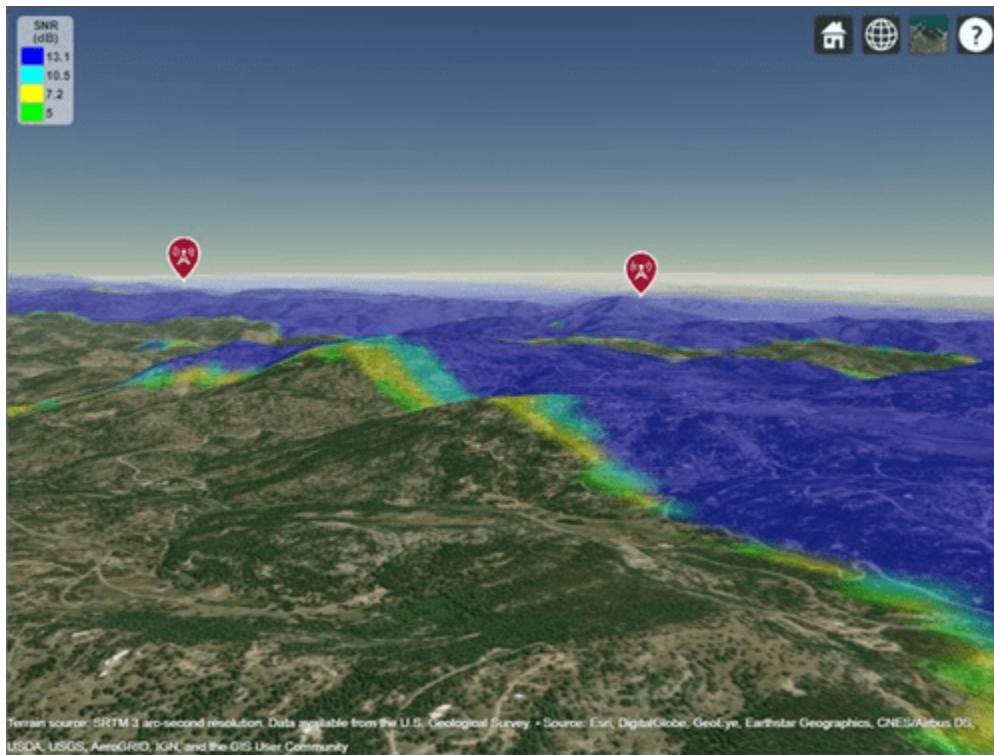 SNR
(dB)
13.1
10.5
7.2
5
?
Terrain source: SRTM 3 arc-second resolution. Data available from the U.S. Geological Survey. • Source: Esri, DigitalGlobe, GeoEye, Earthstar Geographics, CNES/Airbus DS,
USDA, USGS, AeroGRID, IGN, and the GIS User Community